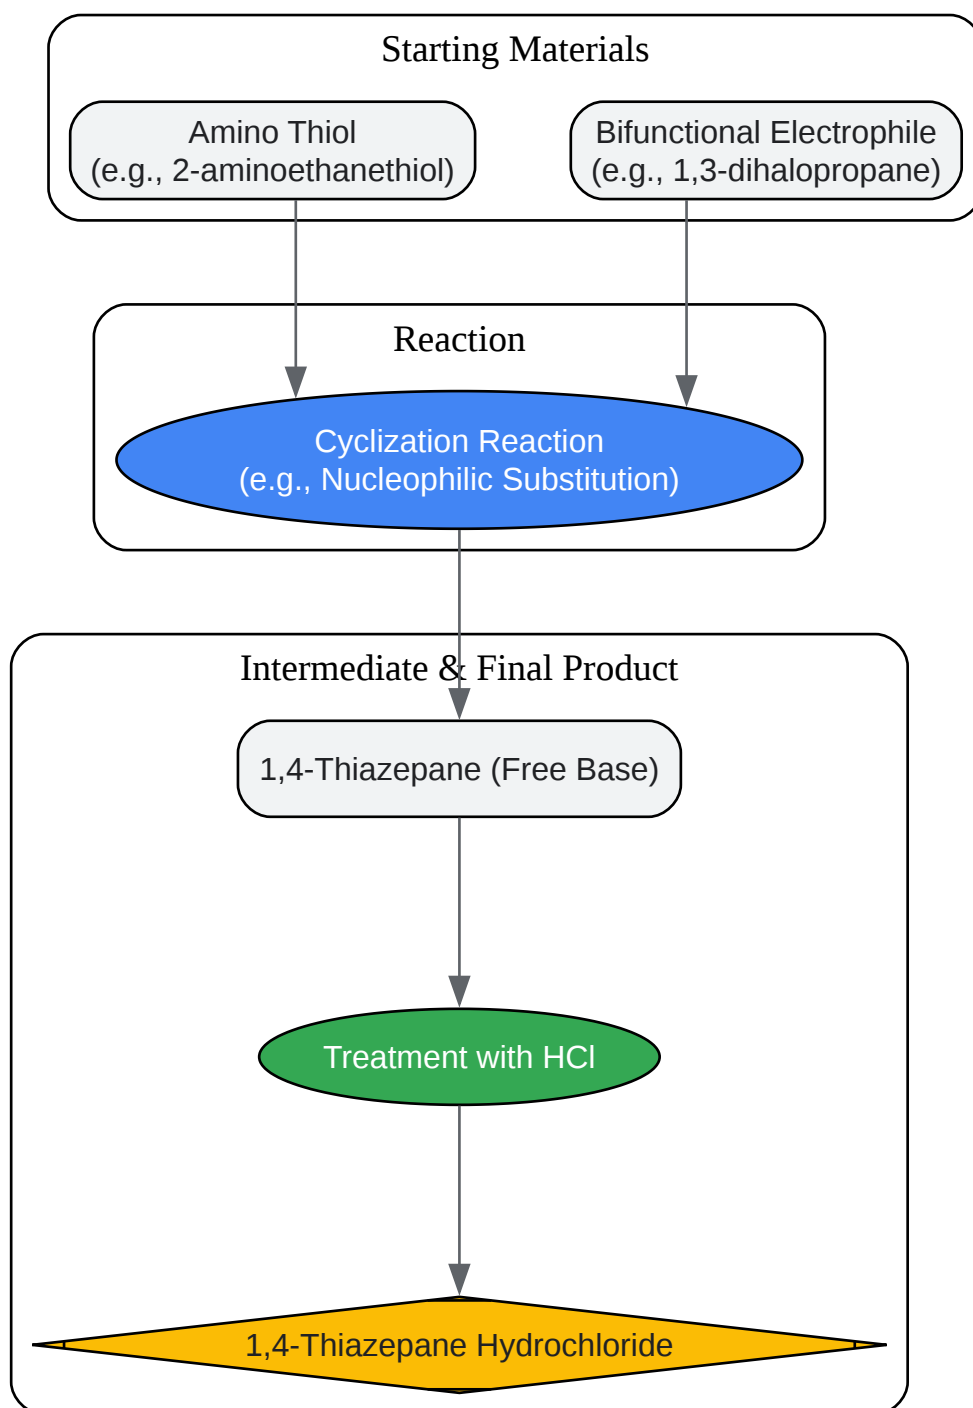 Starting Materials
Amino Thiol
(e.g., 2-aminoethanethiol)
Bifunctional Electrophile
(e.g., 1,3-dihalopropane)
Reaction
Cyclization Reaction
(e.g., Nucleophilic Substitution)
Intermediate & Final Product
1,4-Thiazepane (Free Base)
Treatment with HCl
1,4-Thiazepane Hydrochloride